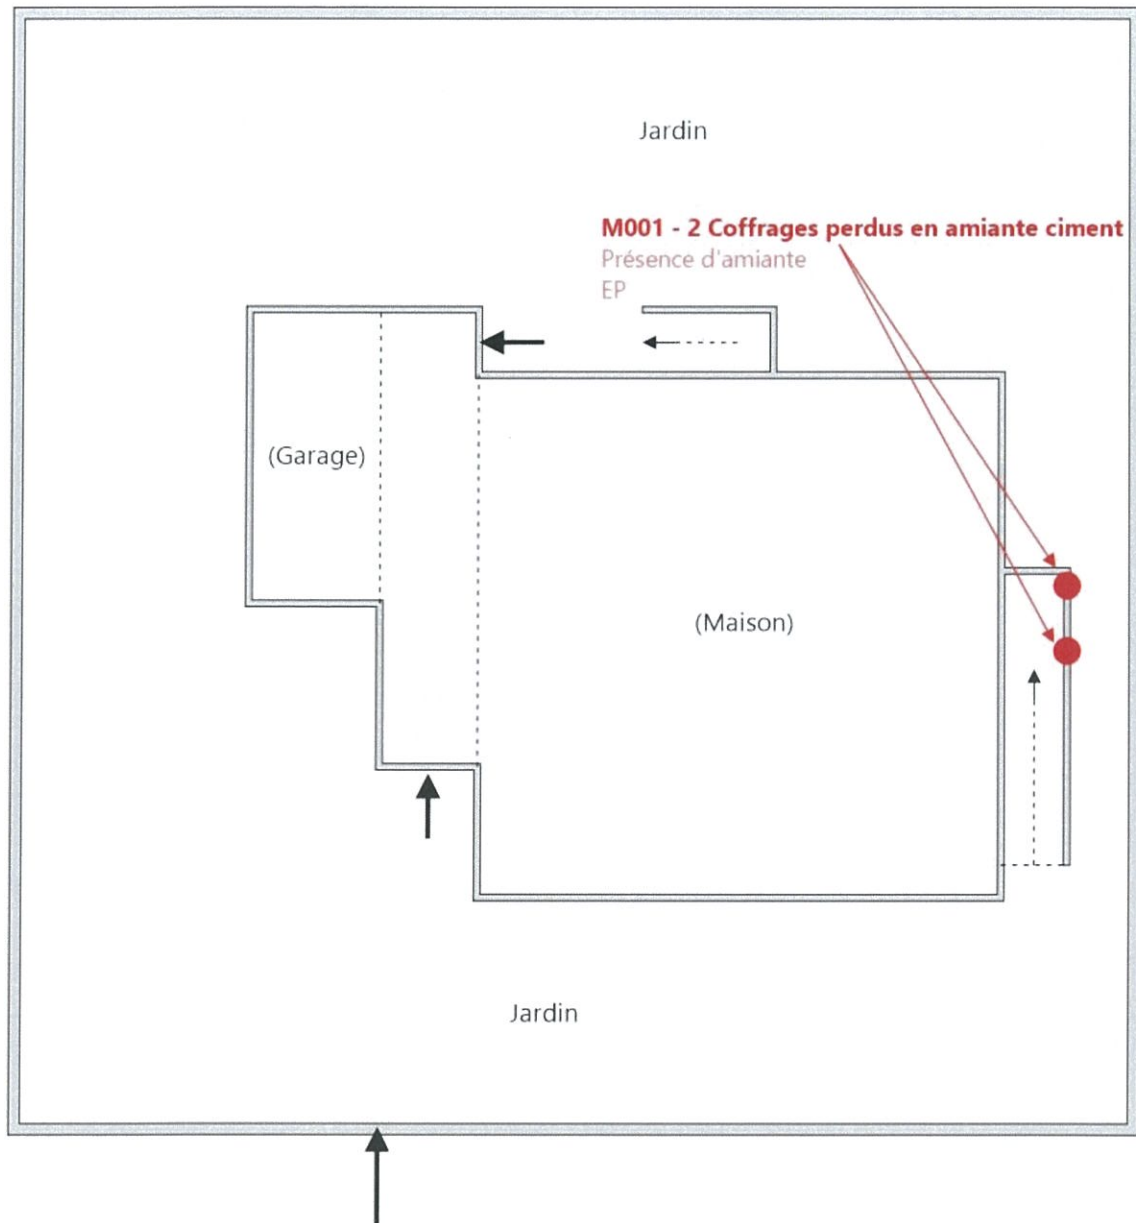 Jardin
M001 - 2 Coffrages perdus en amiante ciment
Présence d'amiante
EP
(Garage)
(Maison)
Jardin